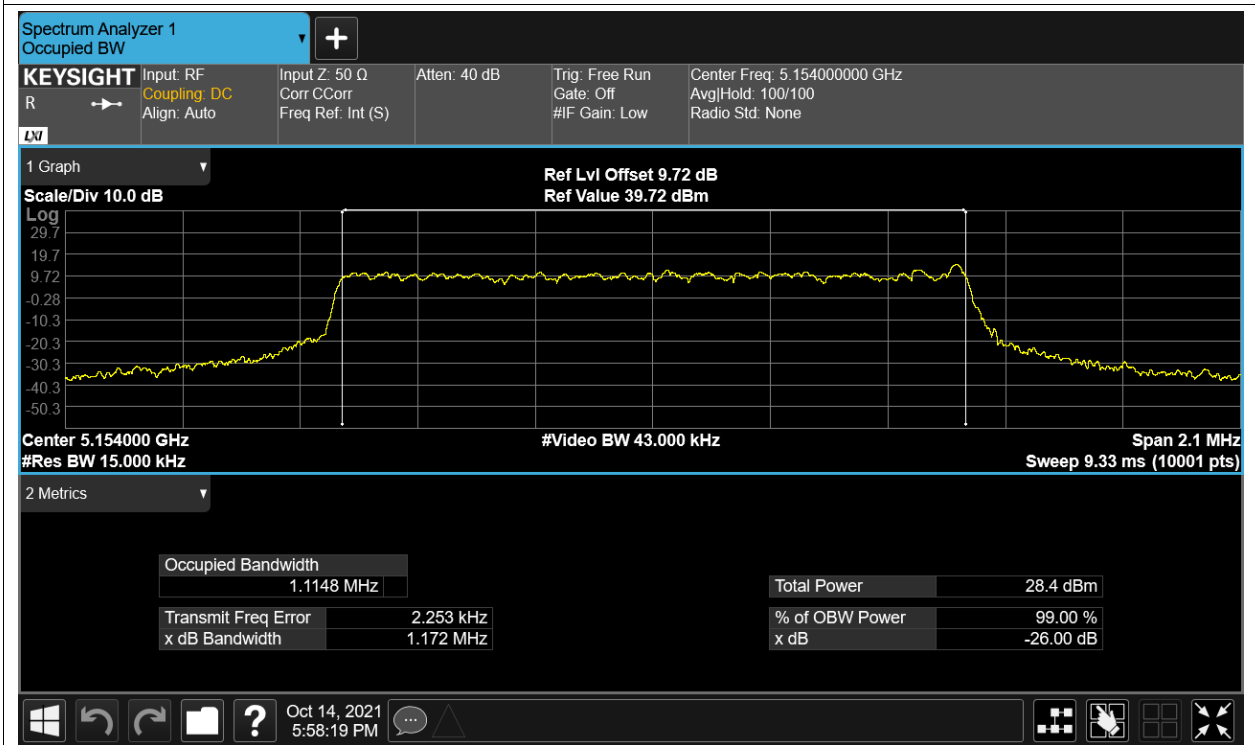 Spectrum Analyzer 1
Occupied BW
KEYSIGHT
R
LXI
Input: RF
Coupling: DC
Align: Auto
Input Z: 50 Ω
Corr CCorr
Freq Ref: Int (S)
Atten: 40 dB
Trig: Free Run
Gate: Off
#IF Gain: Low
Center Freq: 5.154000000 GHz
Avg|Hold: 100/100
Radio Std: None
1 Graph
Scale/Div 10.0 dB
Ref Lvl Offset 9.72 dB
Ref Value 39.72 dBm
Log
29.7
19.7
9.72
-0.28
-10.3
-20.3
-30.3
-40.3
-50.3
Center 5.154000 GHz
#Res BW 15.000 kHz
#Video BW 43.000 kHz
Span 2.1 MHz
Sweep 9.33 ms (10001 pts)
2 Metrics
Occupied Bandwidth
1.1148 MHz
Transmit Freq Error 2.253 kHz
x dB Bandwidth 1.172 MHz
Total Power 28.4 dBm
% of OBW Power 99.00 %
x dB -26.00 dB
?
Oct 14, 2021
5:58:19 PM